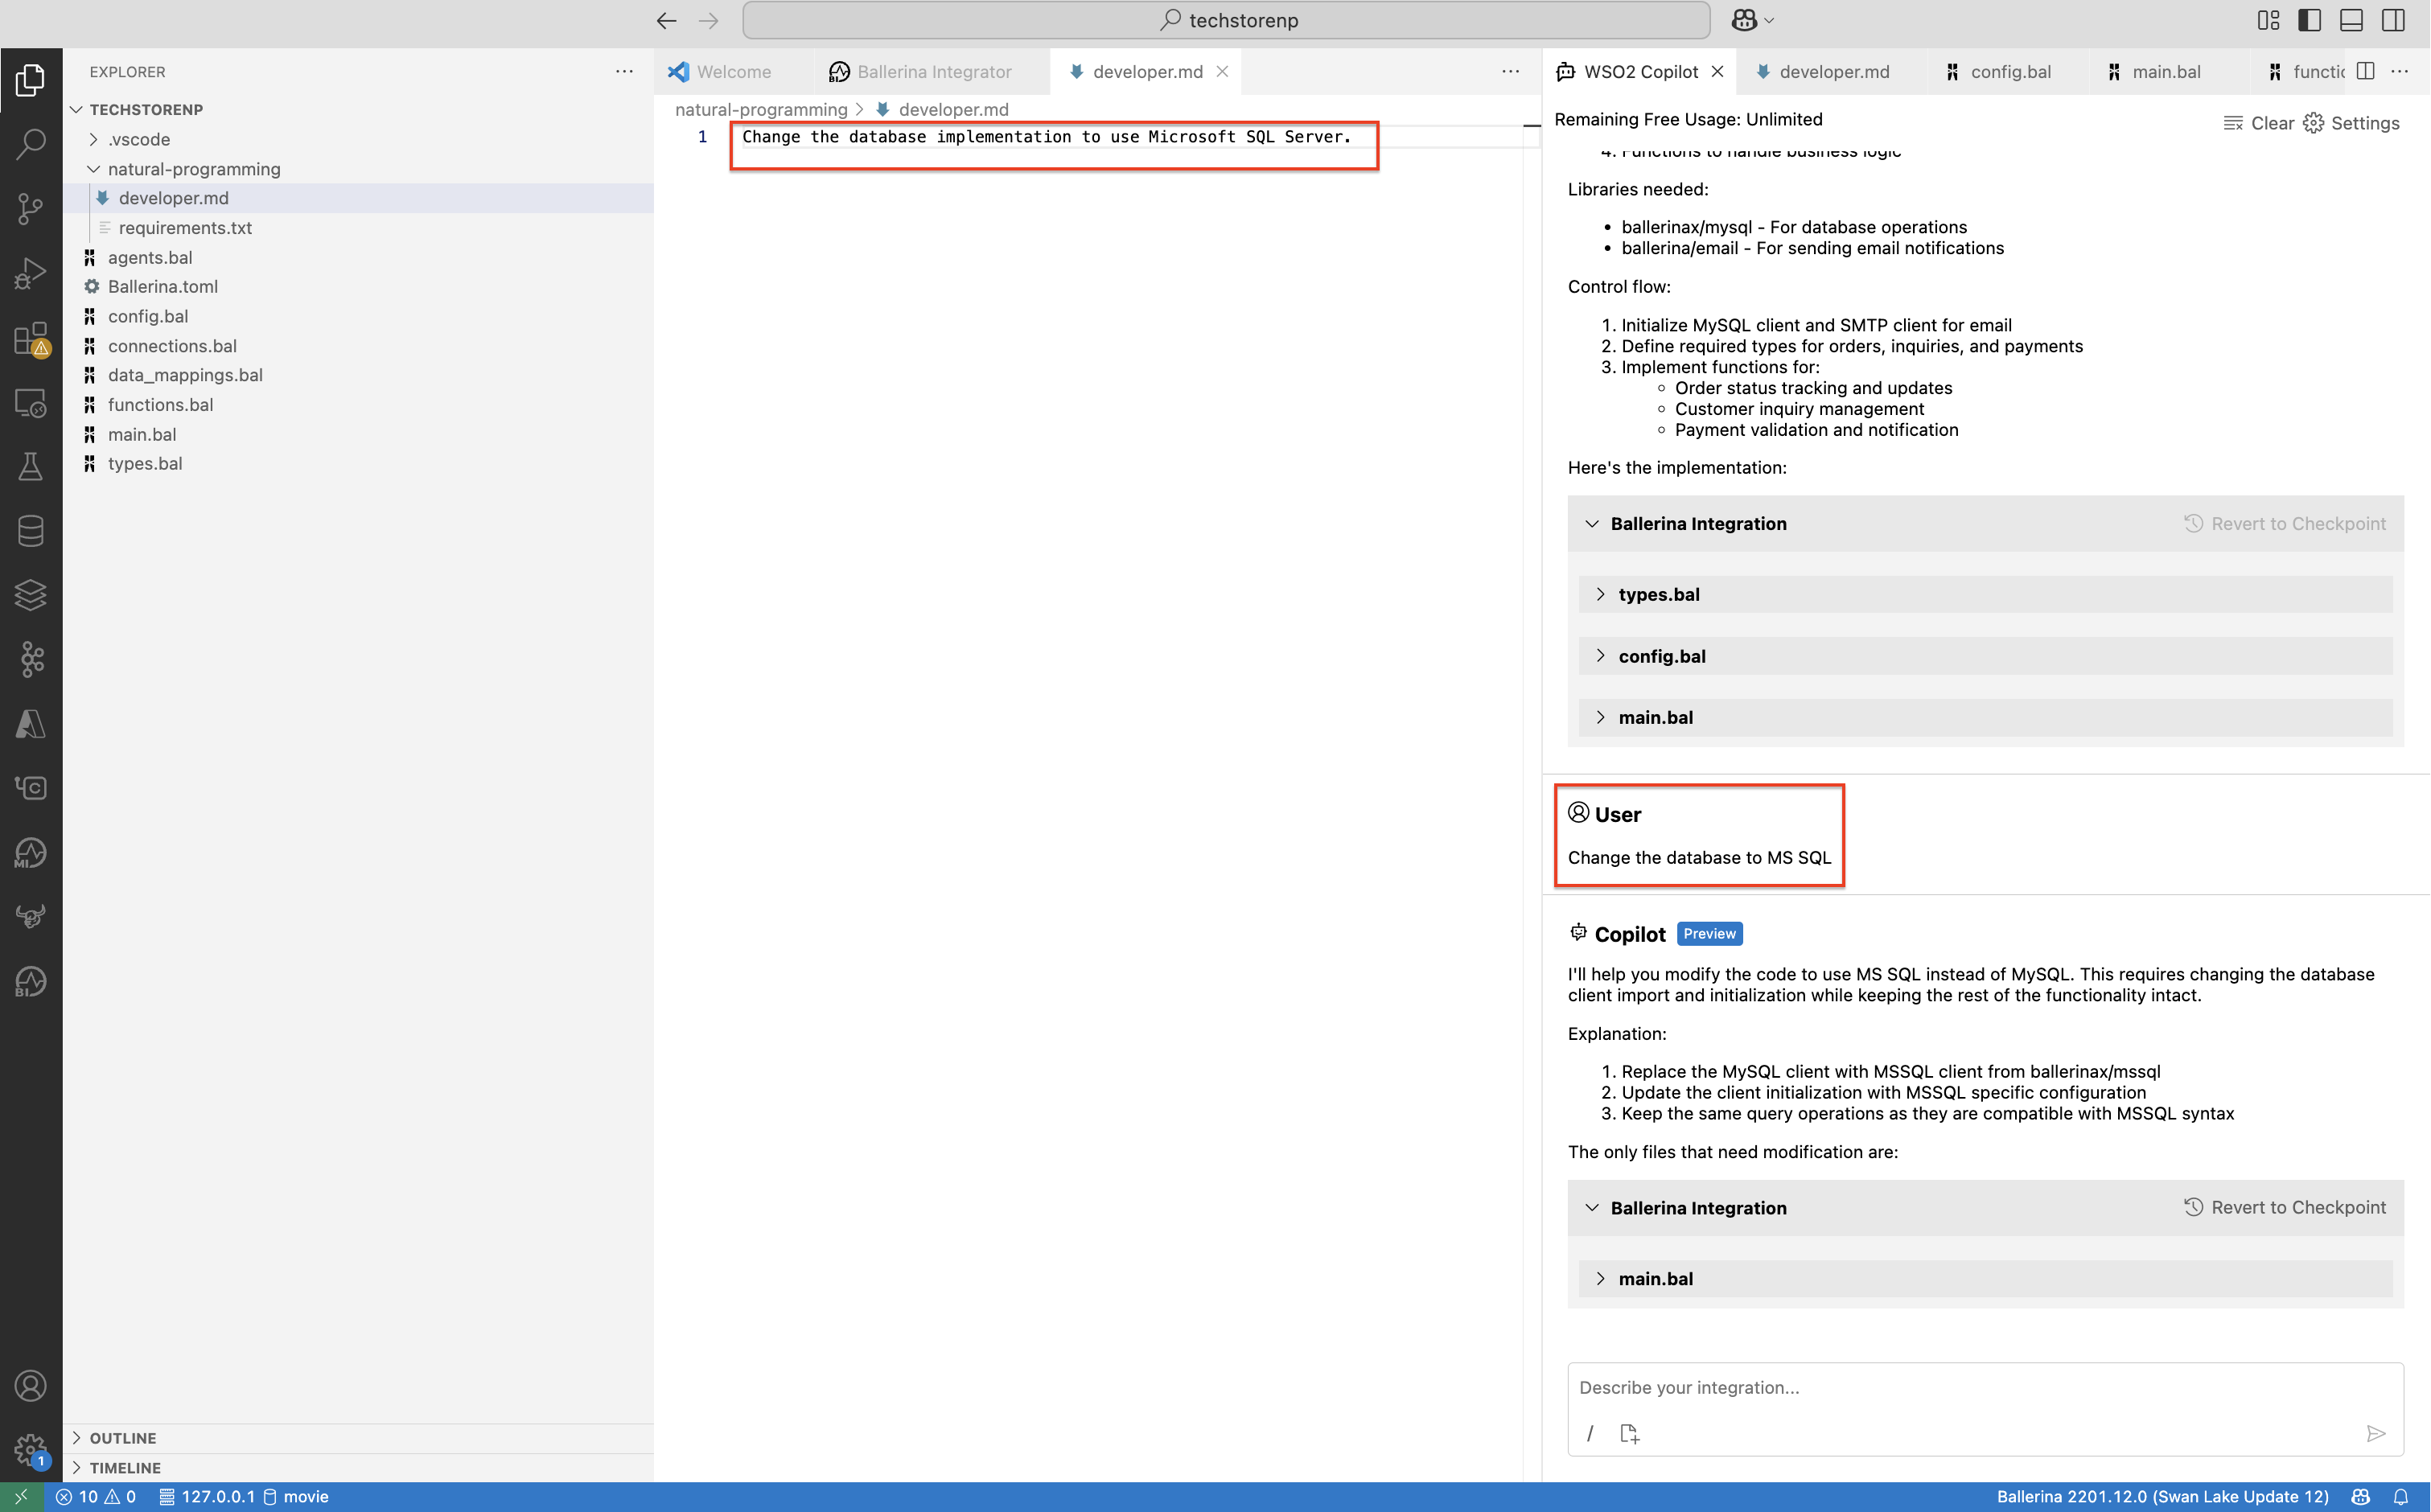 techstorenp
EXPLORER
TECHSTORENP
.vscode
natural-programming
developer.md
requirements.txt
agents.bal
Ballerina.toml
config.bal
connections.bal
data_mappings.bal
functions.bal
main.bal
types.bal
OUTLINE
TIMELINE
Welcome
Ballerina Integrator
developer.md
natural-programming > developer.md
1 Change the database implementation to use Microsoft SQL Server.
WSO2 Copilot
developer.md
config.bal
main.bal
functic
Remaining Free Usage: Unlimited
Clear
Settings
4. Functions to handle business logic
Libraries needed:
• ballerinax/mysql - For database operations
• ballerina/email - For sending email notifications
Control flow:
1. Initialize MySQL client and SMTP client for email
2. Define required types for orders, inquiries, and payments
3. Implement functions for:
◦ Order status tracking and updates
◦ Customer inquiry management
◦ Payment validation and notification
Here's the implementation:
Ballerina Integration
Revert to Checkpoint
types.bal
config.bal
main.bal
User
Change the database to MS SQL
Copilot Preview
I'll help you modify the code to use MS SQL instead of MySQL. This requires changing the database
client import and initialization while keeping the rest of the functionality intact.
Explanation:
1. Replace the MySQL client with MSSQL client from ballerinax/mssql
2. Update the client initialization with MSSQL specific configuration
3. Keep the same query operations as they are compatible with MSSQL syntax
The only files that need modification are:
Ballerina Integration
Revert to Checkpoint
main.bal
Describe your integration...
/
MI
BI
1
10 0 127.0.0.1 movie
Ballerina 2201.12.0 (Swan Lake Update 12)